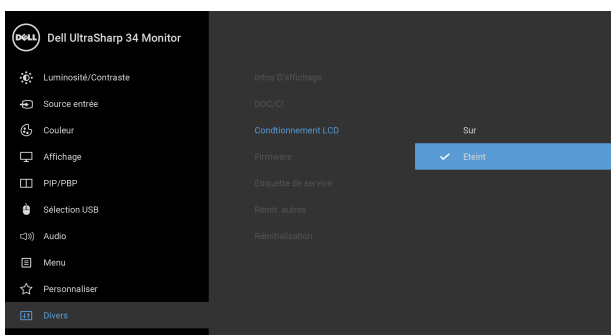 DELL Dell UltraSharp 34 Monitor
Luminosité/Contraste
Infos D'affichage
Source entrée
DDC/CI
Couleur
Condtionnement LCD
Sur
Affichage
Firmware
Eteint
PIP/PBP
Étiquette de service
Sélection USB
Réinit. autres
Audio
Réinitialisation
Menu
Personnaliser
Divers